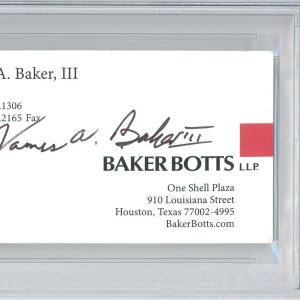 A. Baker, III
.1306
.2165 Fax
James A. Baker III
BAKER BOTTS L.L.P.
One Shell Plaza
910 Louisiana Street
Houston, Texas 77002-4995
BakerBotts.com